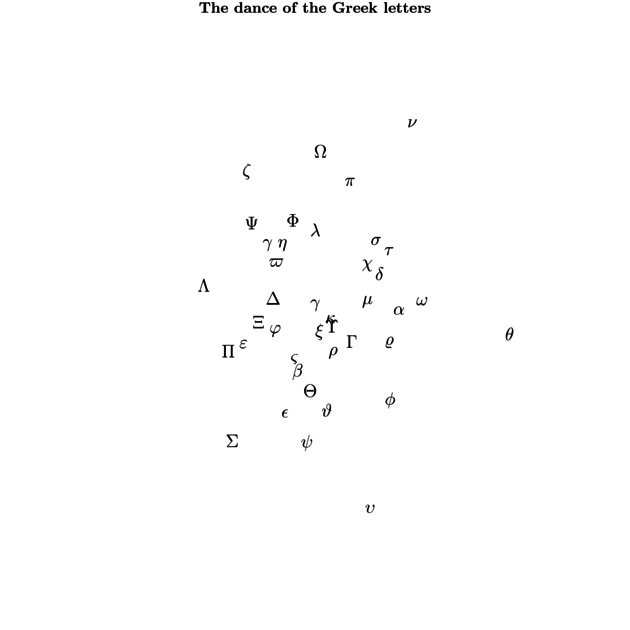 The dance of the Greek letters
ν
Ω
ζ
π
Ψ Φ λ
γ η σ
τ
ϖ χ δ
Λ
Δ γ μ α ω
Ξ φ ξ κ Υ θ
Π ε ρ Γ ϱ
ς
β
Θ ϕ
ϵ ϑ
Σ ψ
υ